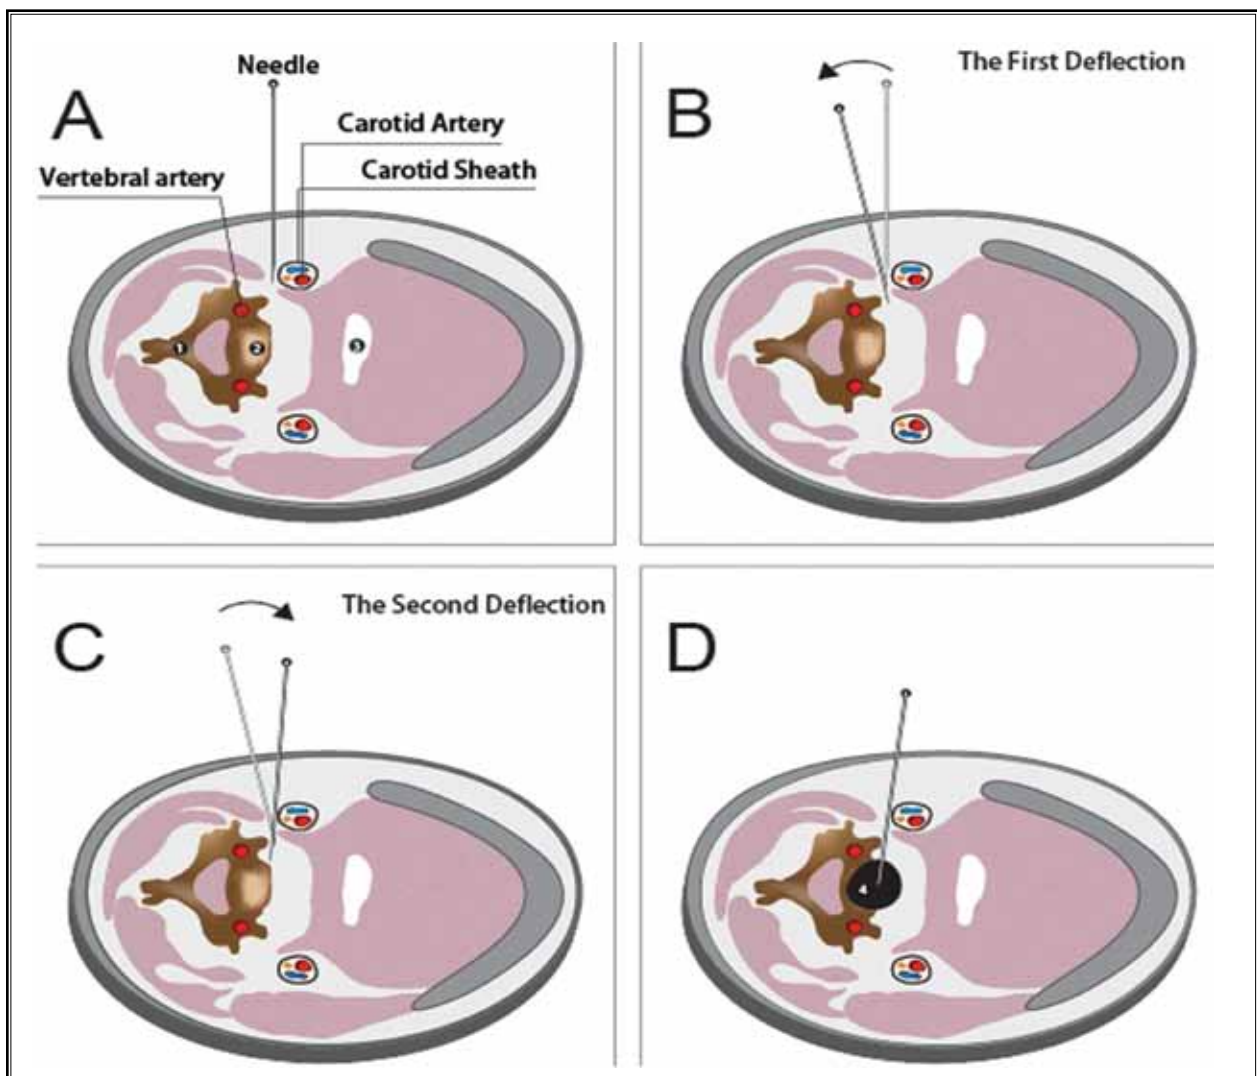 A
Needle
Carotid Artery
Carotid Sheath
Vertebral artery
1
2
3
B
The First Deflection
C
The Second Deflection
D
4